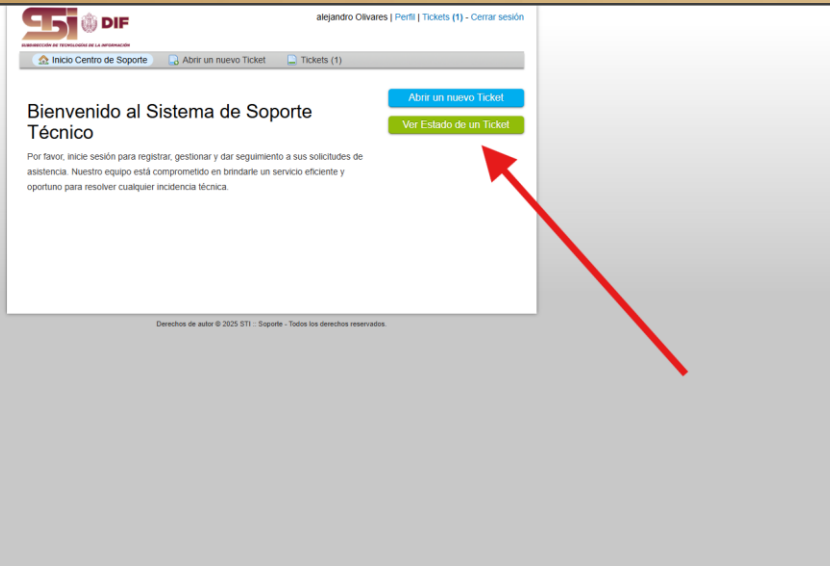 STI DIF
SUBDIRECCIÓN DE TECNOLOGÍAS DE LA INFORMACIÓN
alejandro Olivares | Perfil | Tickets (1) - Cerrar sesión
Inicio Centro de Soporte Abrir un nuevo Ticket Tickets (1)
Abrir un nuevo Ticket
Ver Estado de un Ticket
Bienvenido al Sistema de Soporte
Técnico
Por favor, inicie sesión para registrar, gestionar y dar seguimiento a sus solicitudes de
asistencia. Nuestro equipo está comprometido en brindarle un servicio eficiente y
oportuno para resolver cualquier incidencia técnica.
Derechos de autor © 2025 STI :: Soporte - Todos los derechos reservados.